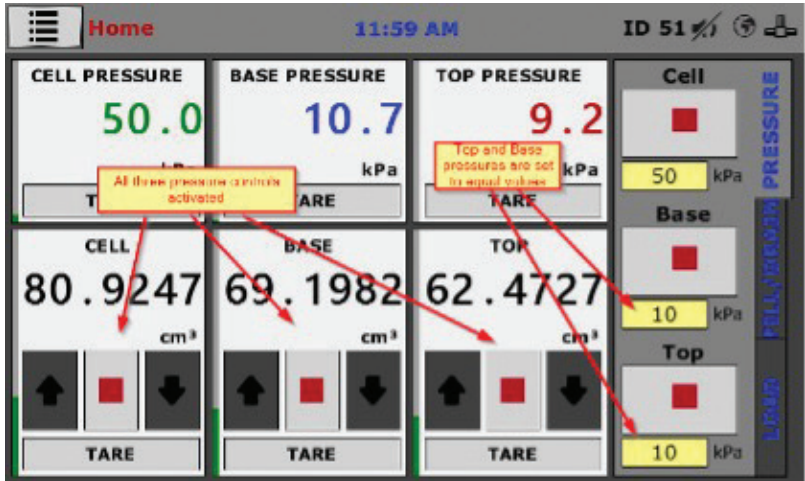 Home
11:59 AM
ID 51
CELL PRESSURE
50.0
TARE
BASE PRESSURE
10.7
kPa
TARE
TOP PRESSURE
9.2
kPa
TARE
All three pressure controls
activated
Top and Base
pressures are set
to equal values
CELL
80.9247
cm³
TARE
BASE
69.1982
cm³
TARE
TOP
62.4727
cm³
TARE
Cell
50 kPa
Base
10 kPa
Top
10 kPa
PRESSURE